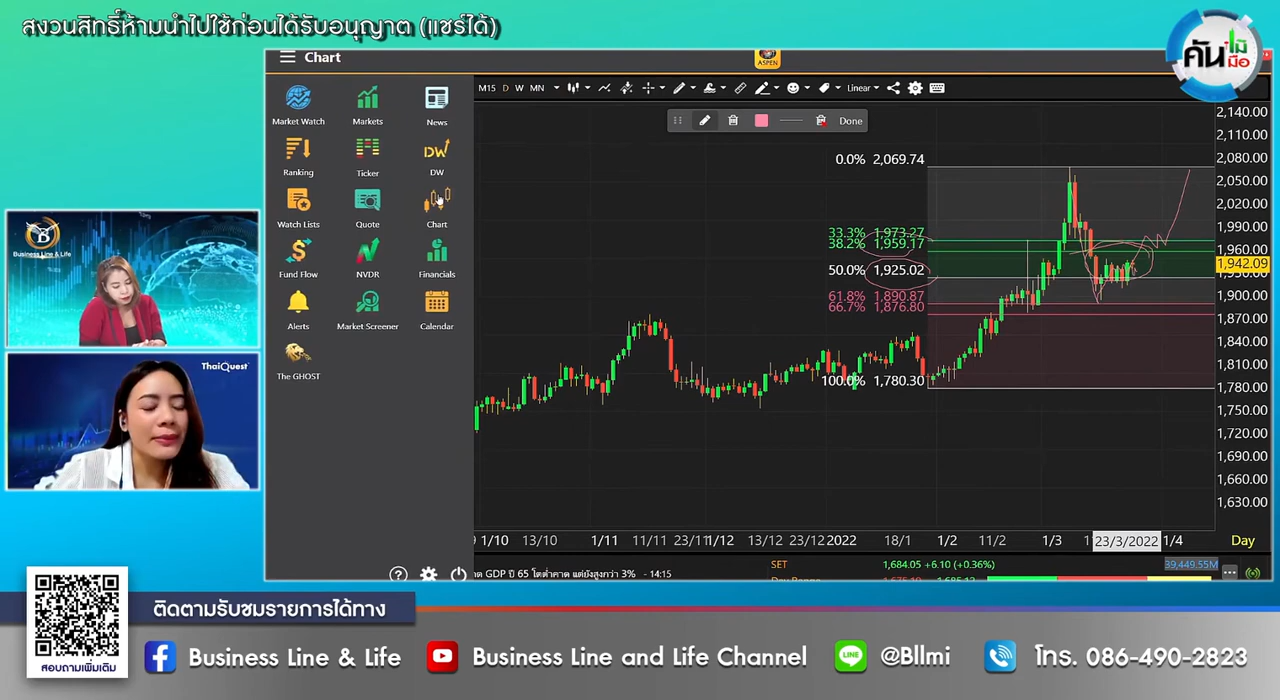 สงวนสิทธิ์ห้ามนำไปใช้ก่อนได้รับอนุญาต (แชร์ได้)
คันไม้มือ
Chart
ASPEN
M15 D W MN
Linear
Done
Market Watch
Markets
News
Ranking
Ticker
DW
DW
Watch Lists
Quote
Chart
Fund Flow
NVDR
Financials
Alerts
Market Screener
Calendar
The GHOST
Business Line & Life
ThaiQuest
0.0% 2,069.74
33.3% 1,973.27
38.2% 1,959.17
50.0% 1,925.02
61.8% 1,890.87
66.7% 1,876.80
100.0% 1,780.30
2,140.00
2,110.00
2,080.00
2,050.00
2,020.00
1,990.00
1,960.00
1,942.09
1,930.00
1,900.00
1,870.00
1,840.00
1,810.00
1,780.00
1,750.00
1,720.00
1,690.00
1,660.00
1,630.00
1/10 13/10 1/11 11/11 23/11 1/12 13/12 23/12 2022 18/1 1/2 11/2 1/3 23/3/2022 1/4 Day
GDP ปี 65 โตต่ำคาด แต่ยังสูงกว่า 3% - 14:15
SET 1,684.05 +6.10 (+0.36%) 39,449.55M
ติดตามรับชมรายการได้ทาง
สอบถามเพิ่มเติม
Business Line & Life
Business Line and Life Channel
LINE
@Bllmi
โทร. 086-490-2823